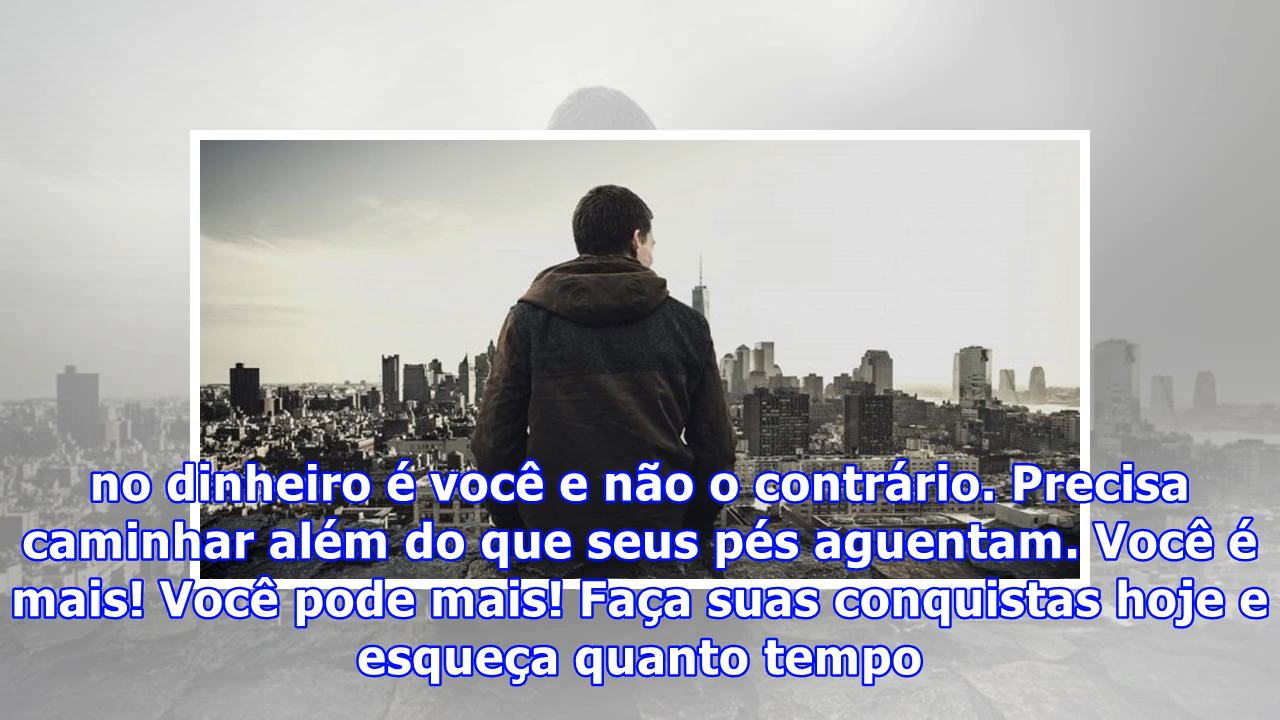 no dinheiro é você e não o contrário. Precisa
caminhar além do que seus pés aguentam. Você é
mais! Você pode mais! Faça suas conquistas hoje e
esqueça quanto tempo